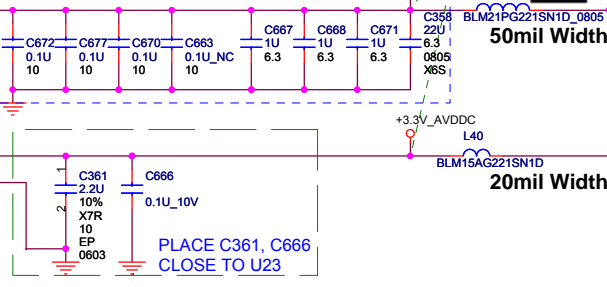 C672
0.1U
10
C677
0.1U
10
C670
0.1U
10
C663
0.1U_NC
10
C667
1U
6.3
C668
1U
6.3
C671
1U
6.3
C358
22U
6.3
0805
X6S
BLM21PG221SN1D_0805
50mil Width
+3.3V_AVDDC
L40
BLM15AG221SN1D
20mil Width
1
2
C361
2.2U
10%
X7R
10
EP
0603
C666
0.1U_10V
PLACE C361, C666
CLOSE TO U23